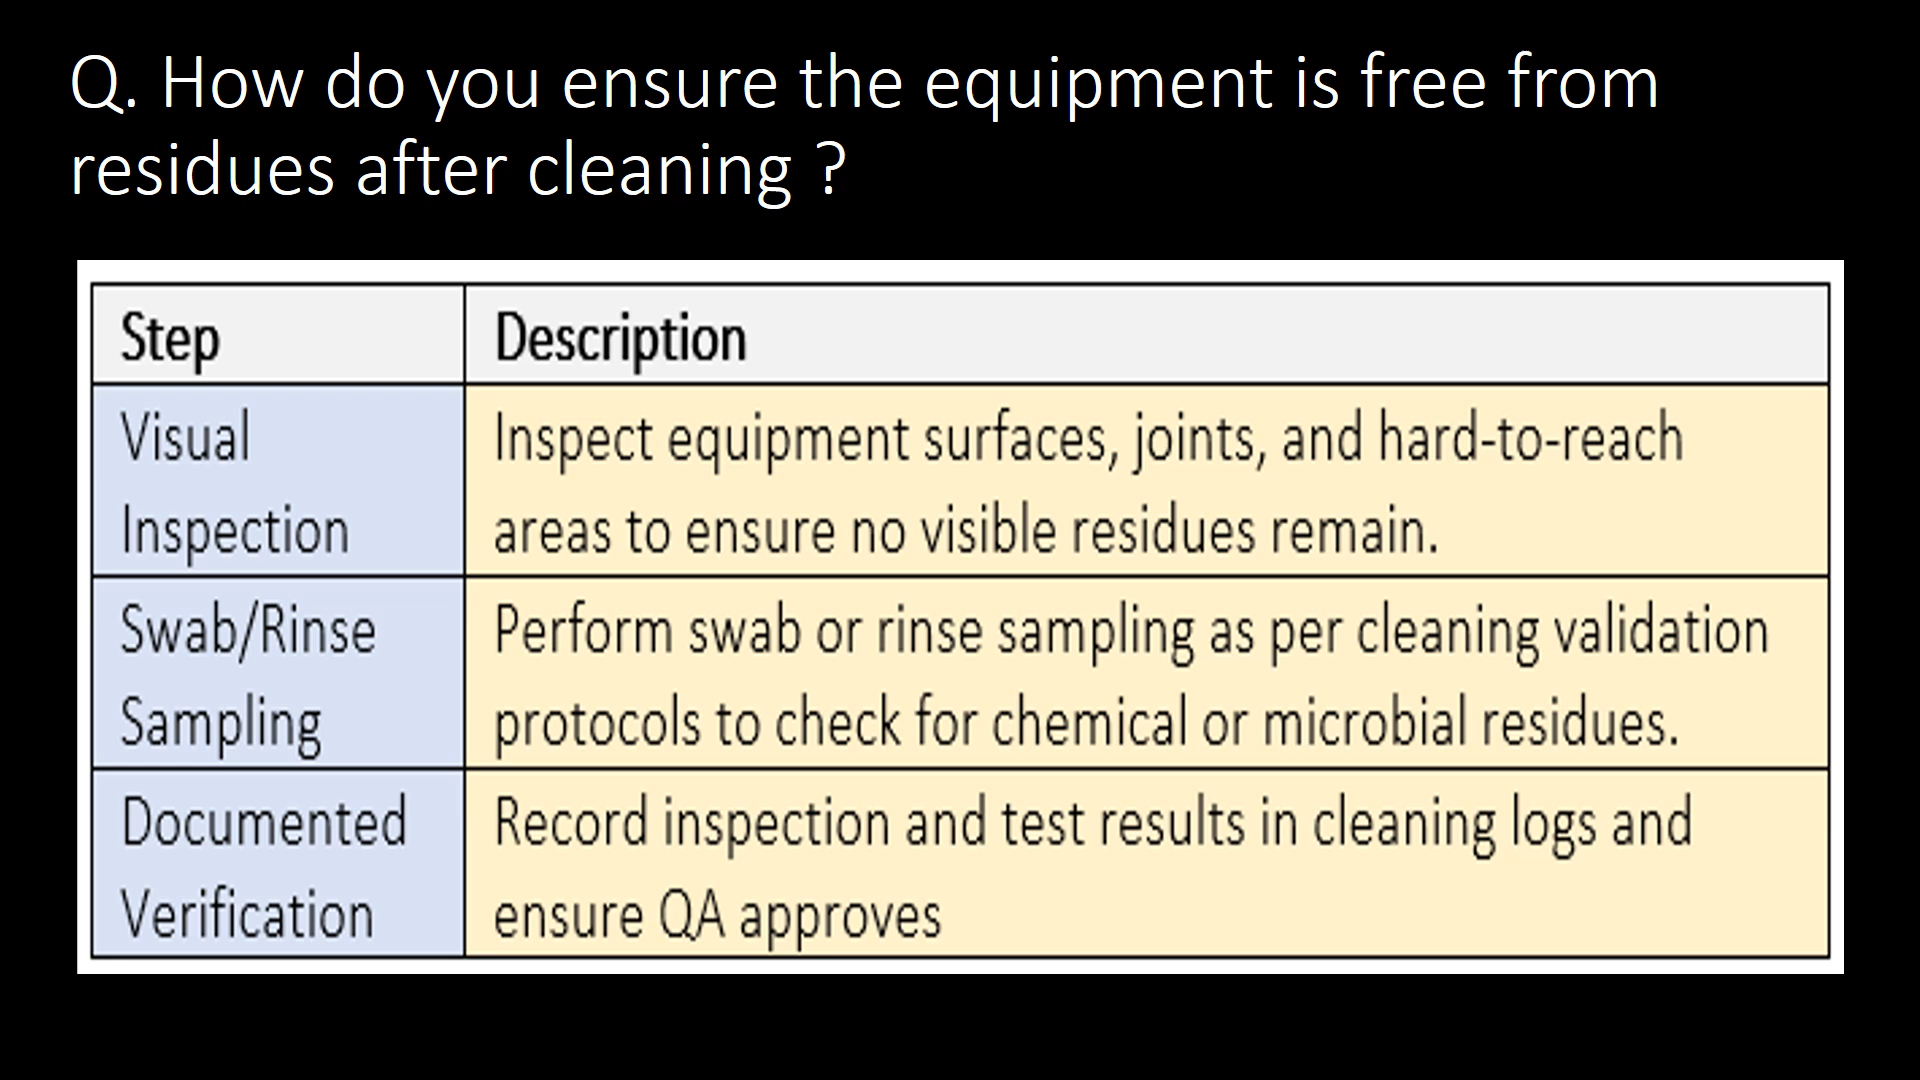 Q. How do you ensure the equipment is free from
residues after cleaning ?
Step
Description
Visual
Inspection
Inspect equipment surfaces, joints, and hard-to-reach
areas to ensure no visible residues remain.
Swab/Rinse
Sampling
Perform swab or rinse sampling as per cleaning validation
protocols to check for chemical or microbial residues.
Documented
Verification
Record inspection and test results in cleaning logs and
ensure QA approves